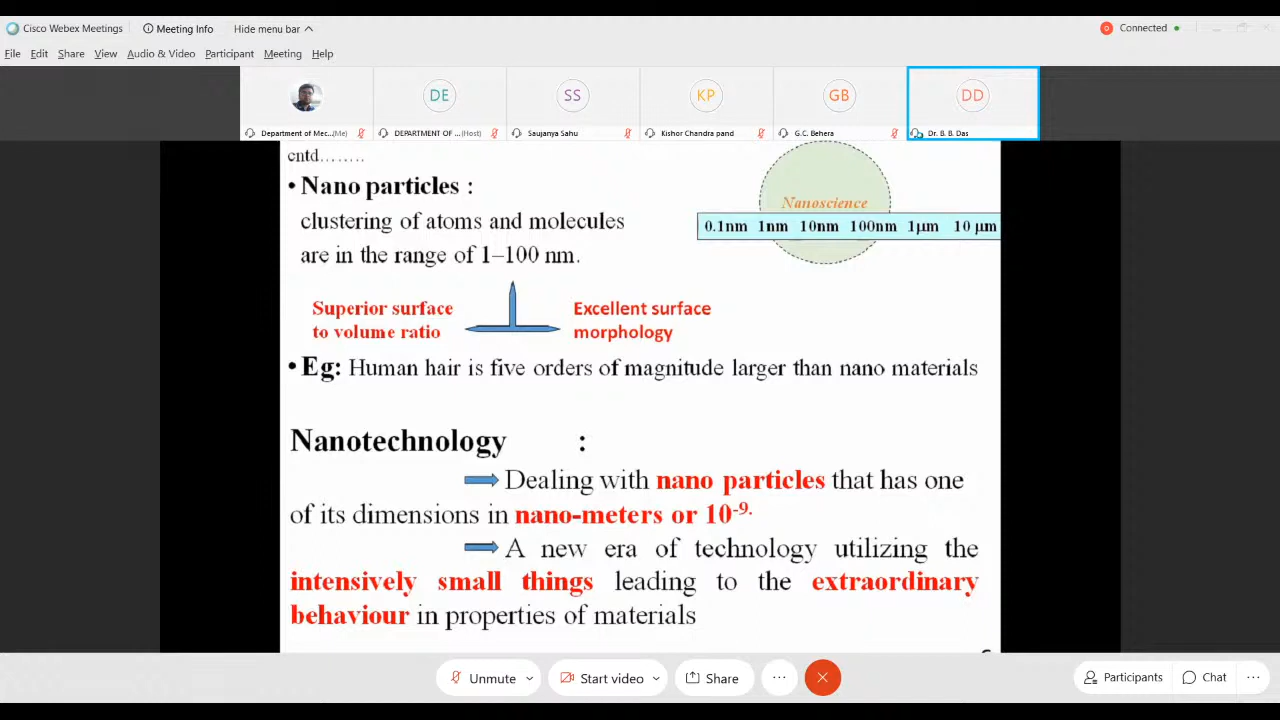 Cisco Webex Meetings Meeting Info Hide menu bar Connected
File Edit Share View Audio & Video Participant Meeting Help
DE SS KP GB DD
Department of Mec... (Me) DEPARTMENT OF ... (Host) Saujanya Sahu Kishor Chandra pand G.C. Behera Dr. B. B. Das
cntd……..
• Nano particles :
clustering of atoms and molecules
are in the range of 1–100 nm.
Nanoscience
0.1nm 1nm 10nm 100nm 1μm 10 μm
Superior surface
to volume ratio
Excellent surface
morphology
• Eg: Human hair is five orders of magnitude larger than nano materials
Nanotechnology :
Dealing with nano particles that has one
of its dimensions in nano-meters or 10-9.
A new era of technology utilizing the
intensively small things leading to the extraordinary
behaviour in properties of materials
Unmute Start video Share Participants Chat